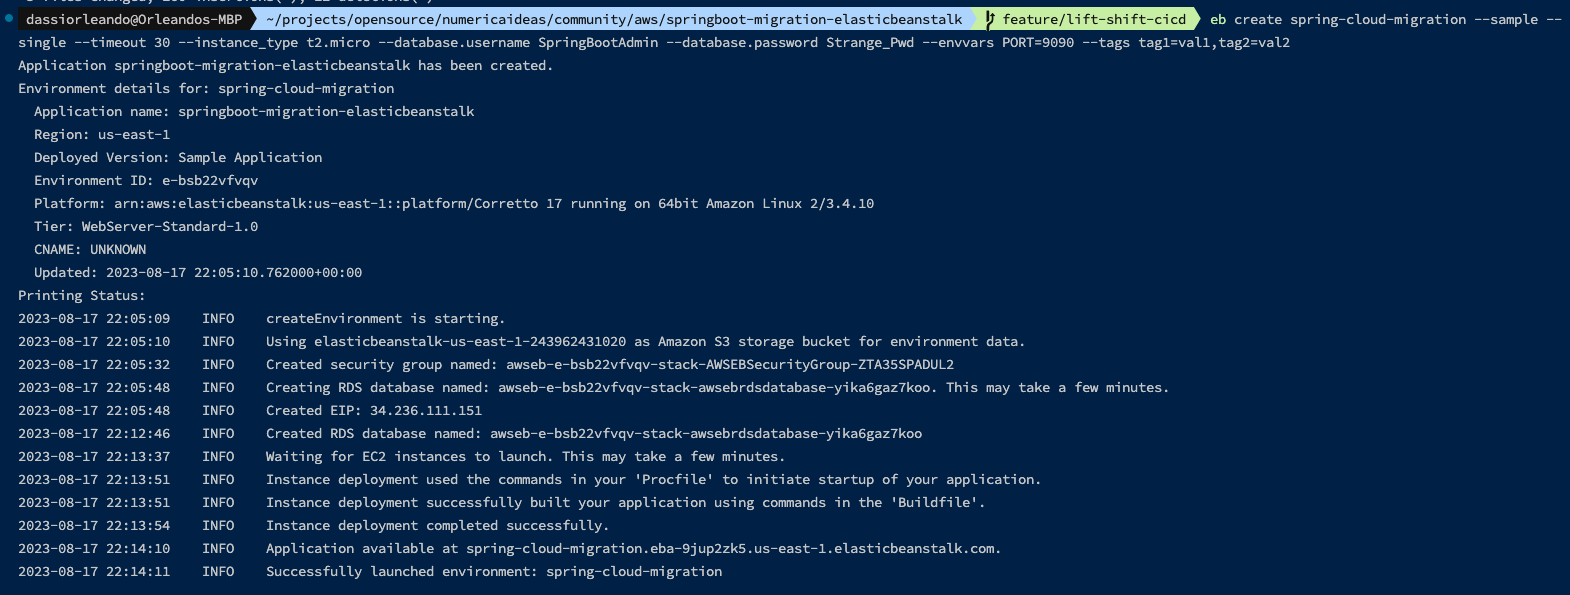 dassiorleando@Orleandos-MBP ~/projects/opensource/numericaideas/community/aws/springboot-migration-elasticbeanstalk feature/lift-shift-cicd eb create spring-cloud-migration --sample --
single --timeout 30 --instance_type t2.micro --database.username SpringBootAdmin --database.password Strange_Pwd --envvars PORT=9090 --tags tag1=val1,tag2=val2
Application springboot-migration-elasticbeanstalk has been created.
Environment details for: spring-cloud-migration
  Application name: springboot-migration-elasticbeanstalk
  Region: us-east-1
  Deployed Version: Sample Application
  Environment ID: e-bsb22vfvqv
  Platform: arn:aws:elasticbeanstalk:us-east-1::platform/Corretto 17 running on 64bit Amazon Linux 2/3.4.10
  Tier: WebServer-Standard-1.0
  CNAME: UNKNOWN
  Updated: 2023-08-17 22:05:10.762000+00:00
Printing Status:
2023-08-17 22:05:09    INFO    createEnvironment is starting.
2023-08-17 22:05:10    INFO    Using elasticbeanstalk-us-east-1-243962431020 as Amazon S3 storage bucket for environment data.
2023-08-17 22:05:32    INFO    Created security group named: awseb-e-bsb22vfvqv-stack-AWSEBSecurityGroup-ZTA35SPADUL2
2023-08-17 22:05:48    INFO    Creating RDS database named: awseb-e-bsb22vfvqv-stack-awsebrdsdatabase-yika6gaz7koo. This may take a few minutes.
2023-08-17 22:05:48    INFO    Created EIP: 34.236.111.151
2023-08-17 22:12:46    INFO    Created RDS database named: awseb-e-bsb22vfvqv-stack-awsebrdsdatabase-yika6gaz7koo
2023-08-17 22:13:37    INFO    Waiting for EC2 instances to launch. This may take a few minutes.
2023-08-17 22:13:51    INFO    Instance deployment used the commands in your 'Procfile' to initiate startup of your application.
2023-08-17 22:13:51    INFO    Instance deployment successfully built your application using commands in the 'Buildfile'.
2023-08-17 22:13:54    INFO    Instance deployment completed successfully.
2023-08-17 22:14:10    INFO    Application available at spring-cloud-migration.eba-9jup2zk5.us-east-1.elasticbeanstalk.com.
2023-08-17 22:14:11    INFO    Successfully launched environment: spring-cloud-migration